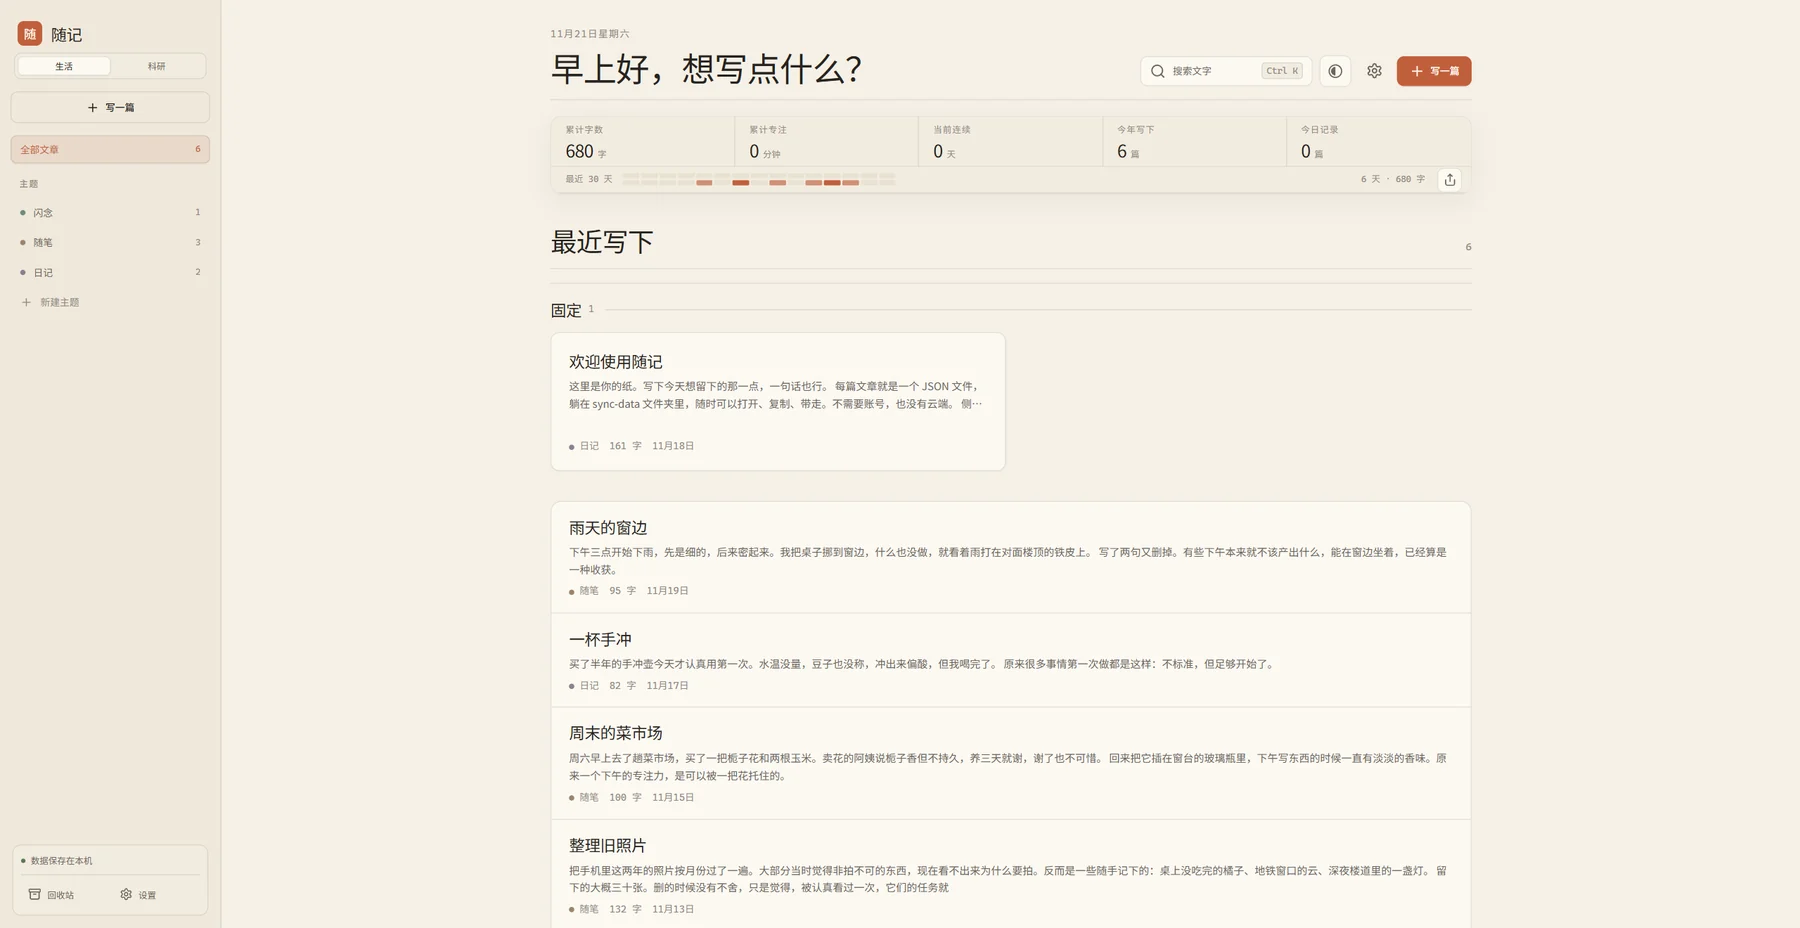 随 随记
生活 科研
写一篇
全部文章 6
主题
闪念 1
随笔 3
日记 2
新建主题
数据保存在本机
回收站 设置
11月21日星期六
早上好，想写点什么？
搜索文字 Ctrl K
写一篇
累计字数 累计专注 当前连续 今年写下 今日记录
680 字 0 分钟 0 天 6 篇 0 篇
最近 30 天 6 天 · 680 字
最近写下 6
固定 1
欢迎使用随记
这里是你的纸。写下今天想留下的那一点，一句话也行。 每篇文章就是一个 JSON 文件，
躺在 sync-data 文件夹里，随时可以打开、复制、带走。不需要账号，也没有云端。 侧…
日记 161 字 11月18日
雨天的窗边
下午三点开始下雨，先是细的，后来密起来。我把桌子挪到窗边，什么也没做，就看着雨打在对面楼顶的铁皮上。 写了两句又删掉。有些下午本来就不该产出什么，能在窗边坐着，已经算是
一种收获。
随笔 95 字 11月19日
一杯手冲
买了半年的手冲壶今天才认真用第一次。水温没量，豆子也没称，冲出来偏酸，但我喝完了。 原来很多事情第一次做都是这样：不标准，但足够开始了。
日记 82 字 11月17日
周末的菜市场
周六早上去了趟菜市场，买了一把栀子花和两根玉米。卖花的阿姨说栀子香但不持久，养三天就谢，谢了也不可惜。 回来把它插在窗台的玻璃瓶里，下午写东西的时候一直有淡淡的香味。原
来一个下午的专注力，是可以被一把花托住的。
随笔 100 字 11月15日
整理旧照片
把手机里这两年的照片按月份过了一遍。大部分当时觉得非拍不可的东西，现在看不出来为什么要拍。反而是一些随手记下的：桌上没吃完的橘子、地铁窗口的云、深夜楼道里的一盏灯。 留
下的大概三十张。删的时候没有不舍，只是觉得，被认真看过一次，它们的任务就
随笔 132 字 11月13日